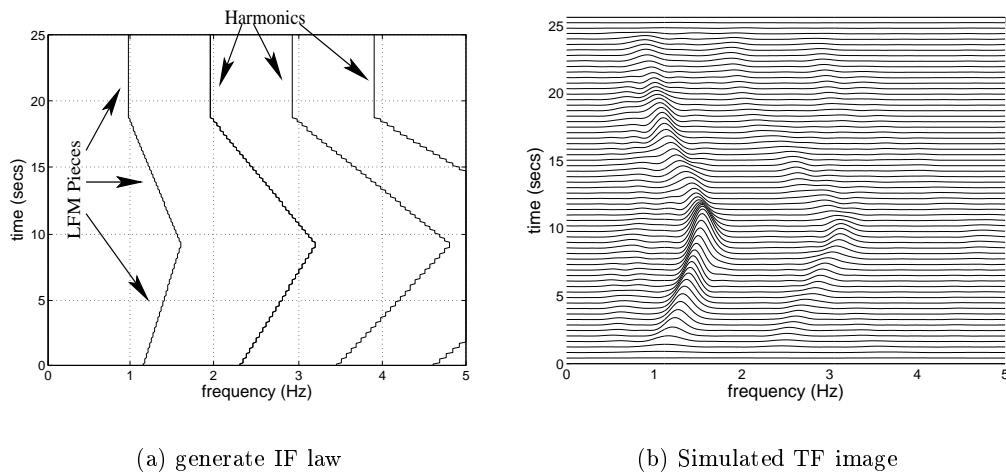 Harmonics
25
20
15
10
5
0
time (secs)
LFM Pieces
0 1 2 3 4 5
frequency (Hz)
(a) generate IF law
25
20
15
10
5
0
time (secs)
0 1 2 3 4 5
frequency (Hz)
(b) Simulated TF image